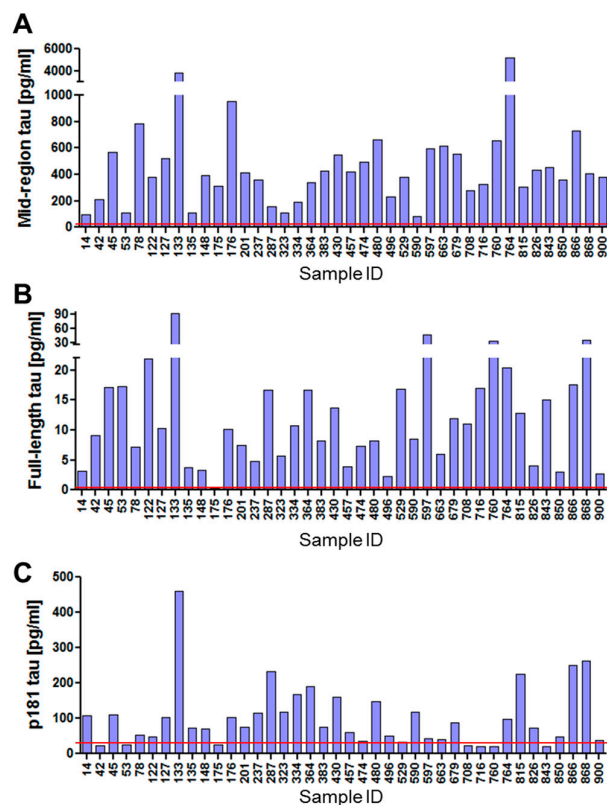 A
Mid-region tau [pg/ml]
6000
4000
1000
800
600
400
200
0
14 42 45 53 78 122 127 133 135 148 175 176 201 237 287 323 334 364 383 430 457 474 480 496 529 590 597 663 679 708 716 760 764 815 826 843 850 866 868 900
Sample ID
B
Full-length tau [pg/ml]
90
60
30
20
15
10
5
0
14 42 45 53 78 122 127 133 135 148 175 176 201 237 287 323 334 364 383 430 457 474 480 496 529 590 597 663 679 708 716 760 764 815 826 843 850 866 868 900
Sample ID
C
p181 tau [pg/ml]
500
400
300
200
100
0
14 42 45 53 78 122 127 133 135 148 175 176 201 237 287 323 334 364 383 430 457 474 480 496 529 590 597 663 679 708 716 760 764 815 826 843 850 866 868 900
Sample ID